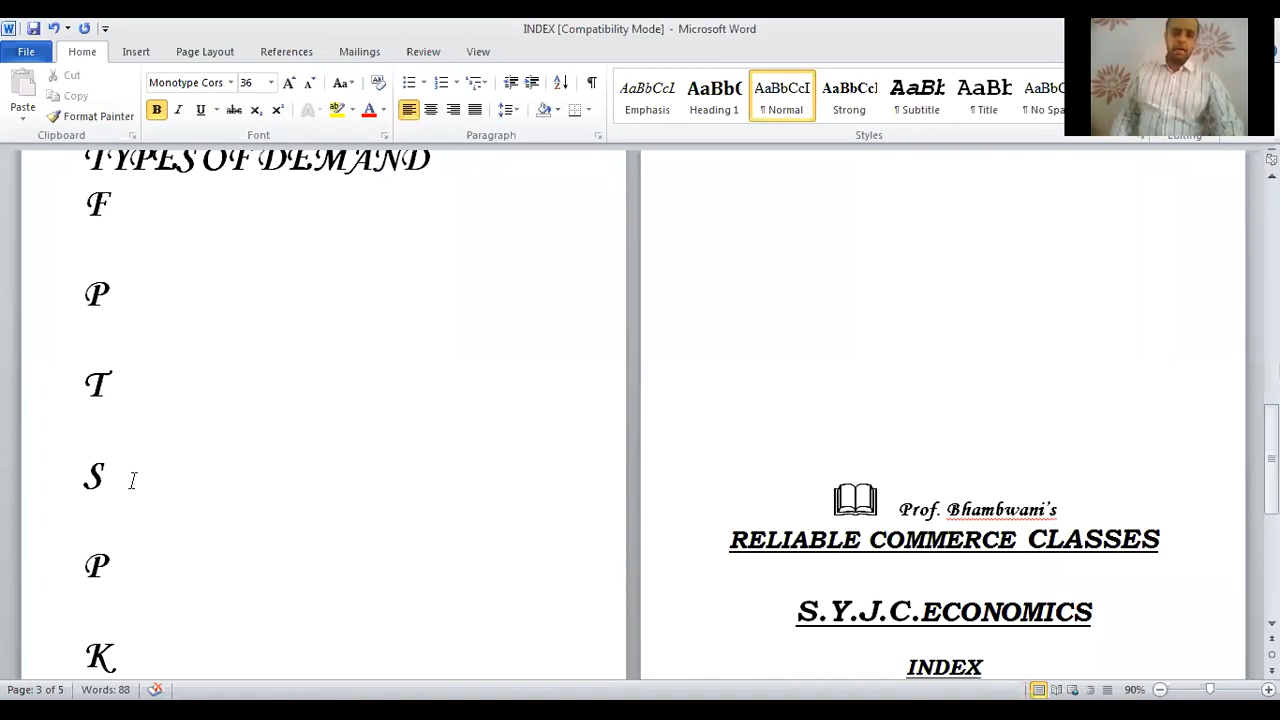 INDEX [Compatibility Mode] - Microsoft Word
File Home Insert Page Layout References Mailings Review View
Paste
Cut
Copy
Format Painter
Clipboard
Monotype Cors 36
Font
Paragraph
AaBbCcI Emphasis
AaBbC Heading 1
AaBbCcI ¶ Normal
AaBbCcI Strong
AaBbCcI ¶ Subtitle
AaBbC ¶ Title
AaBbCc ¶ No Spa
Styles
Editing
TYPES OF DEMAND
F
P
T
S
P
K
Prof. Bhambwani's
RELIABLE COMMERCE CLASSES
S.Y.J.C.ECONOMICS
INDEX
Page: 3 of 5 Words: 88 90%